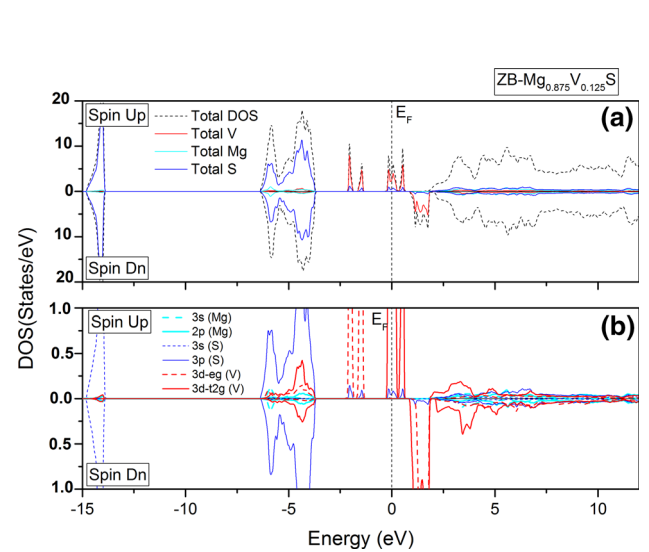 ZB-Mg0.875V0.125S
(a)
Spin Up
Total DOS
Total V
Total Mg
Total S
EF
Spin Dn
20
10
0
10
20
(b)
Spin Up
3s (Mg)
2p (Mg)
3s (S)
3p (S)
3d-eg (V)
3d-t2g (V)
EF
Spin Dn
1.0
0.5
0.0
0.5
1.0
DOS(States/eV)
-15
-10
-5
0
5
10
Energy (eV)